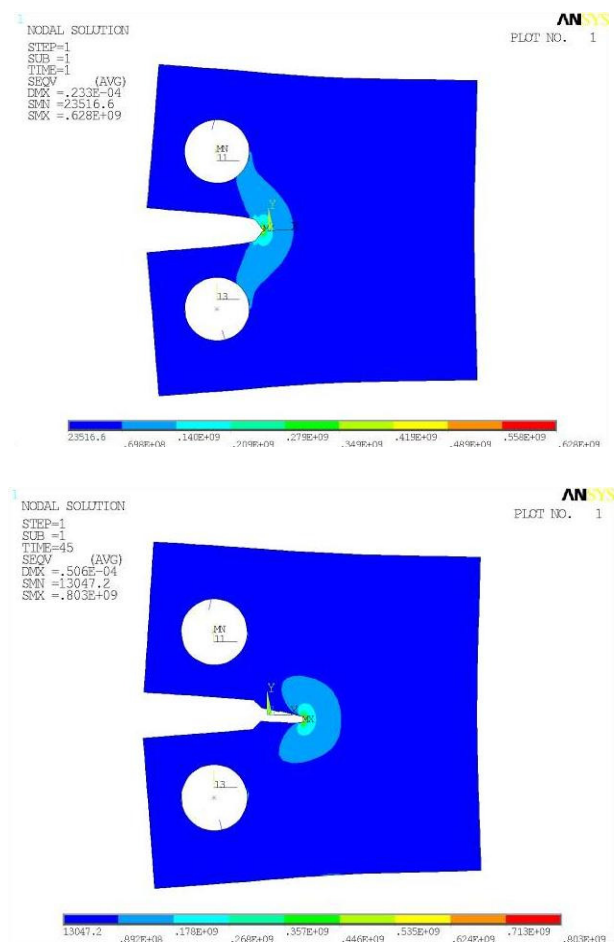 1
ANSYS
NODAL SOLUTION
PLOT NO. 1
STEP=1
SUB =1
TIME=1
SEQV (AVG)
DMX =.233E-04
SMN =23516.6
SMX =.628E+09
MN
11
Y
13
23516.6 .698E+08 .140E+09 .209E+09 .279E+09 .349E+09 .419E+09 .489E+09 .558E+09 .628E+09
1
ANSYS
NODAL SOLUTION
PLOT NO. 1
STEP=1
SUB =1
TIME=45
SEQV (AVG)
DMX =.506E-04
SMN =13047.2
SMX =.803E+09
MN
11
Y
MX
13
13047.2 .892E+08 .178E+09 .268E+09 .357E+09 .446E+09 .535E+09 .624E+09 .713E+09 .803E+09